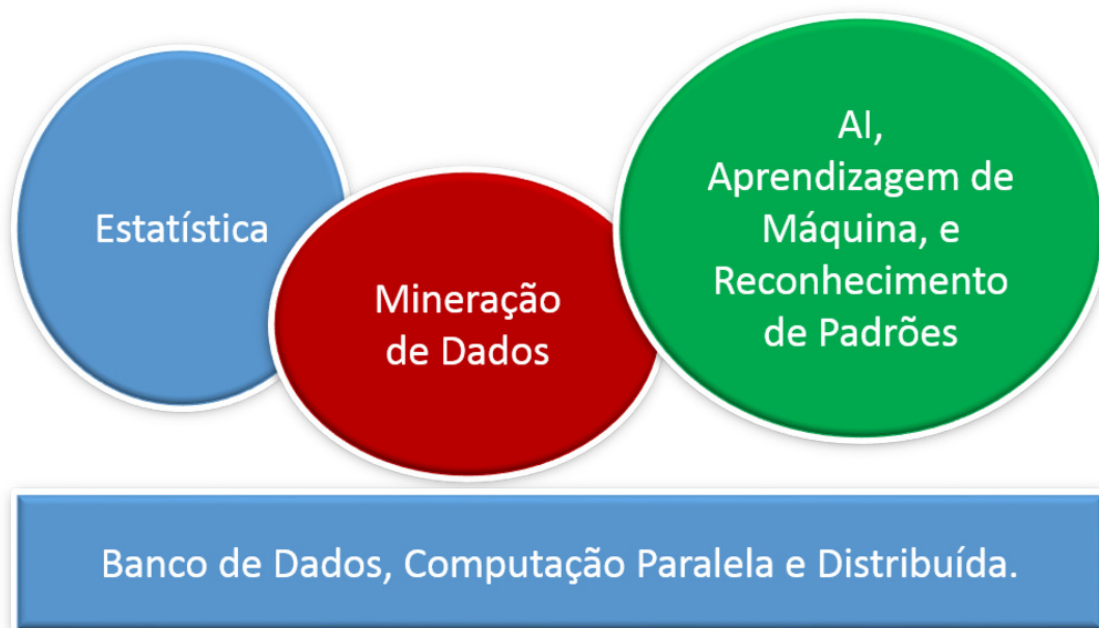 Estatística
Mineração
de Dados
AI,
Aprendizagem de
Máquina, e
Reconhecimento
de Padrões
Banco de Dados, Computação Paralela e Distribuída.